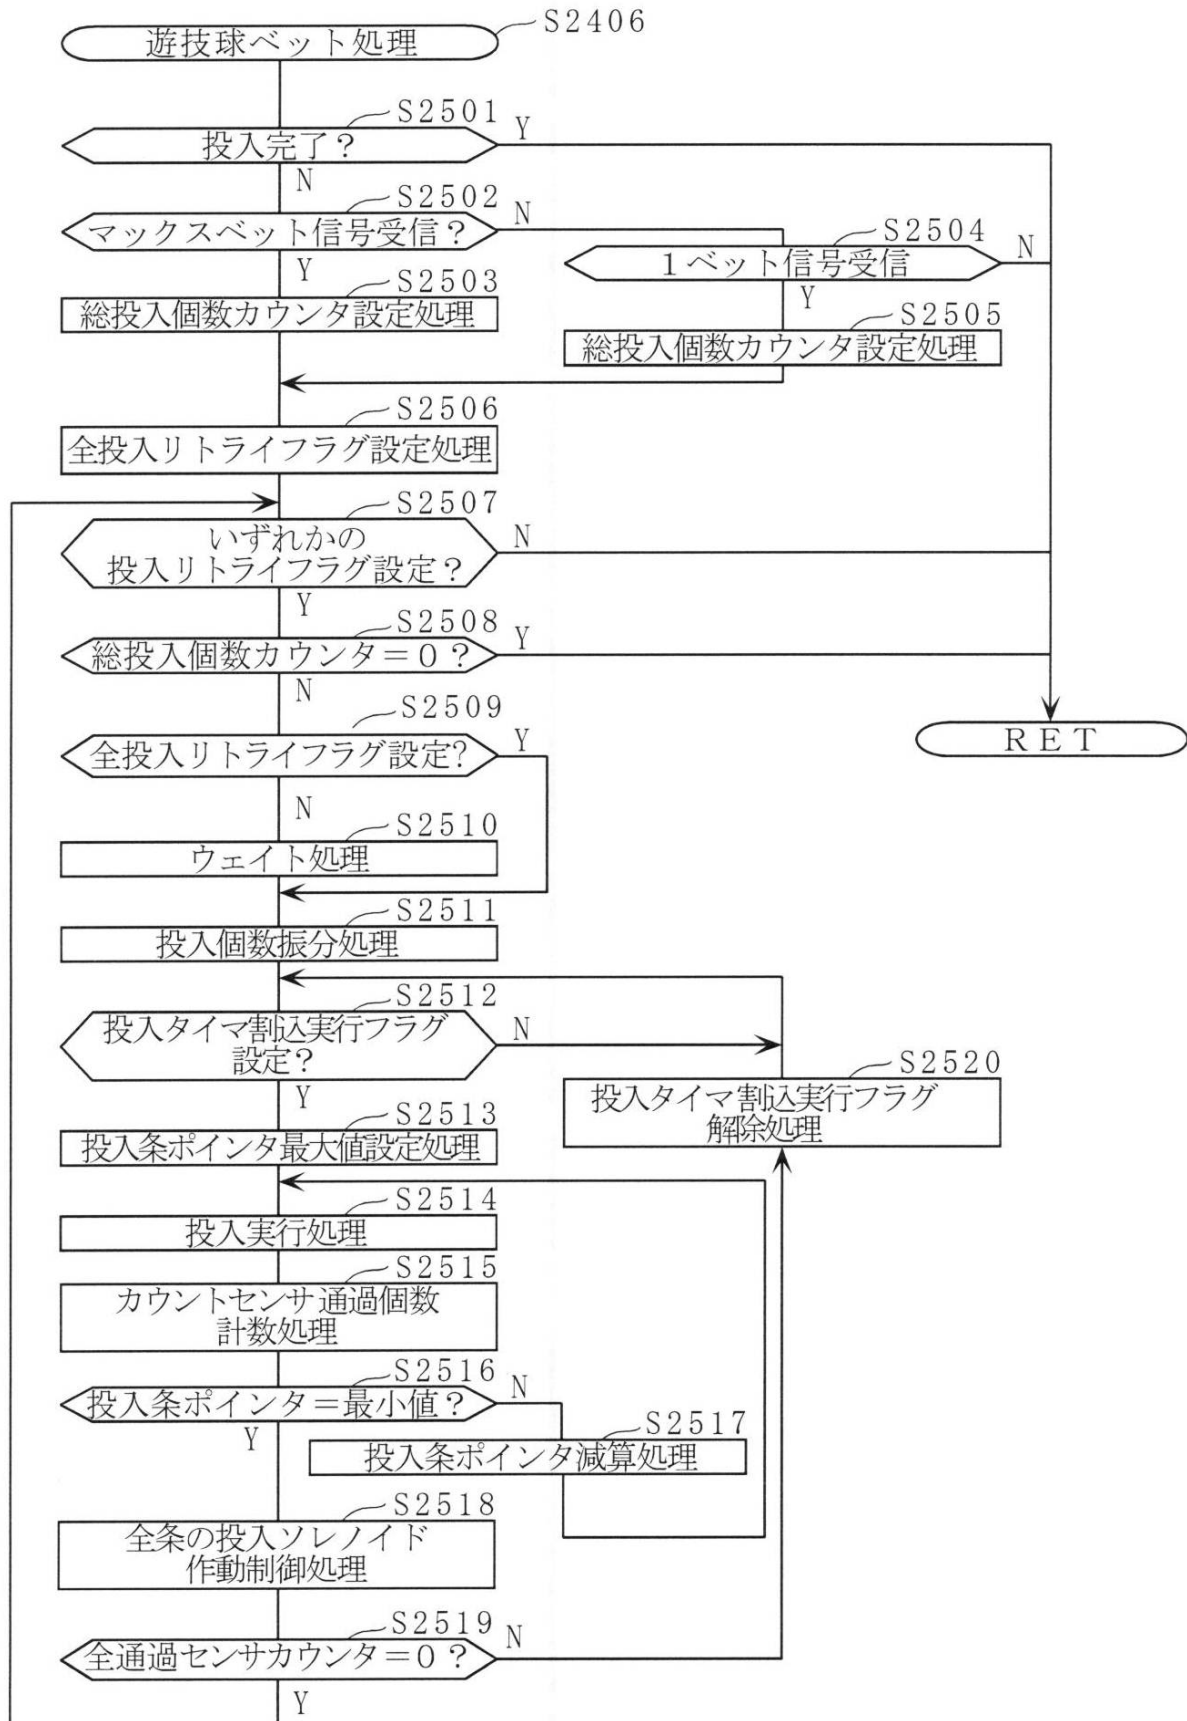 遊技球ベット処理
S2406
S2501
投入完了?
Y
N
S2502
マックスベット信号受信?
N
Y
S2504
1ベット信号受信
N
Y
S2503
総投入個数カウンタ設定処理
S2505
総投入個数カウンタ設定処理
S2506
全投入リトライフラグ設定処理
S2507
いずれかの
投入リトライフラグ設定?
N
Y
S2508
総投入個数カウンタ=0?
Y
N
S2509
全投入リトライフラグ設定?
Y
N
RET
S2510
ウェイト処理
S2511
投入個数振分処理
S2512
投入タイマ割込実行フラグ
設定?
N
Y
S2520
投入タイマ割込実行フラグ
解除処理
S2513
投入条ポインタ最大値設定処理
S2514
投入実行処理
S2515
カウントセンサ通過個数
計数処理
S2516
投入条ポインタ=最小値?
N
Y
S2517
投入条ポインタ減算処理
S2518
全条の投入ソレノイド
作動制御処理
S2519
全通過センサカウンタ=0?
N
Y